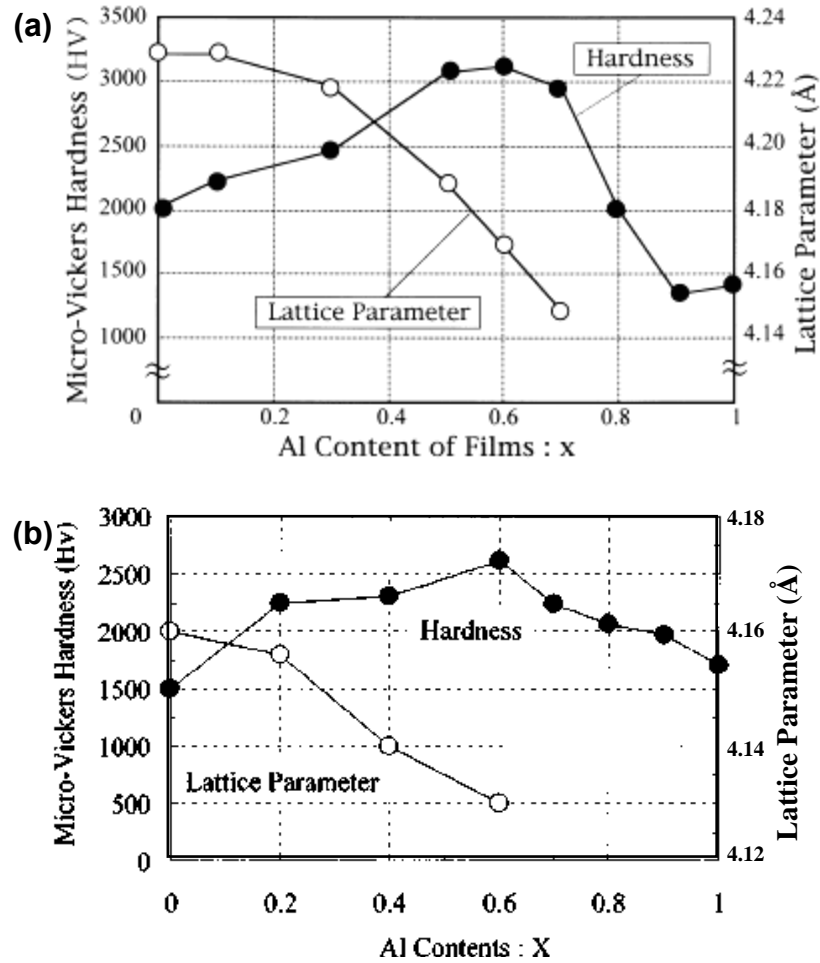 (a)
Micro-Vickers Hardness (HV)
3500
3000
2500
2000
1500
1000
0
Hardness
Lattice Parameter
4.24
4.22
4.20
4.18
4.16
4.14
Lattice Parameter (Å)
0.2 0.4 0.6 0.8 1
Al Content of Films : x
(b)
Micro-Vickers Hardness (Hv)
3000
2500
2000
1500
1000
500
0
Hardness
Lattice Parameter
4.18
4.16
4.14
4.12
Lattice Parameter (Å)
0 0.2 0.4 0.6 0.8 1
Al Contents : X